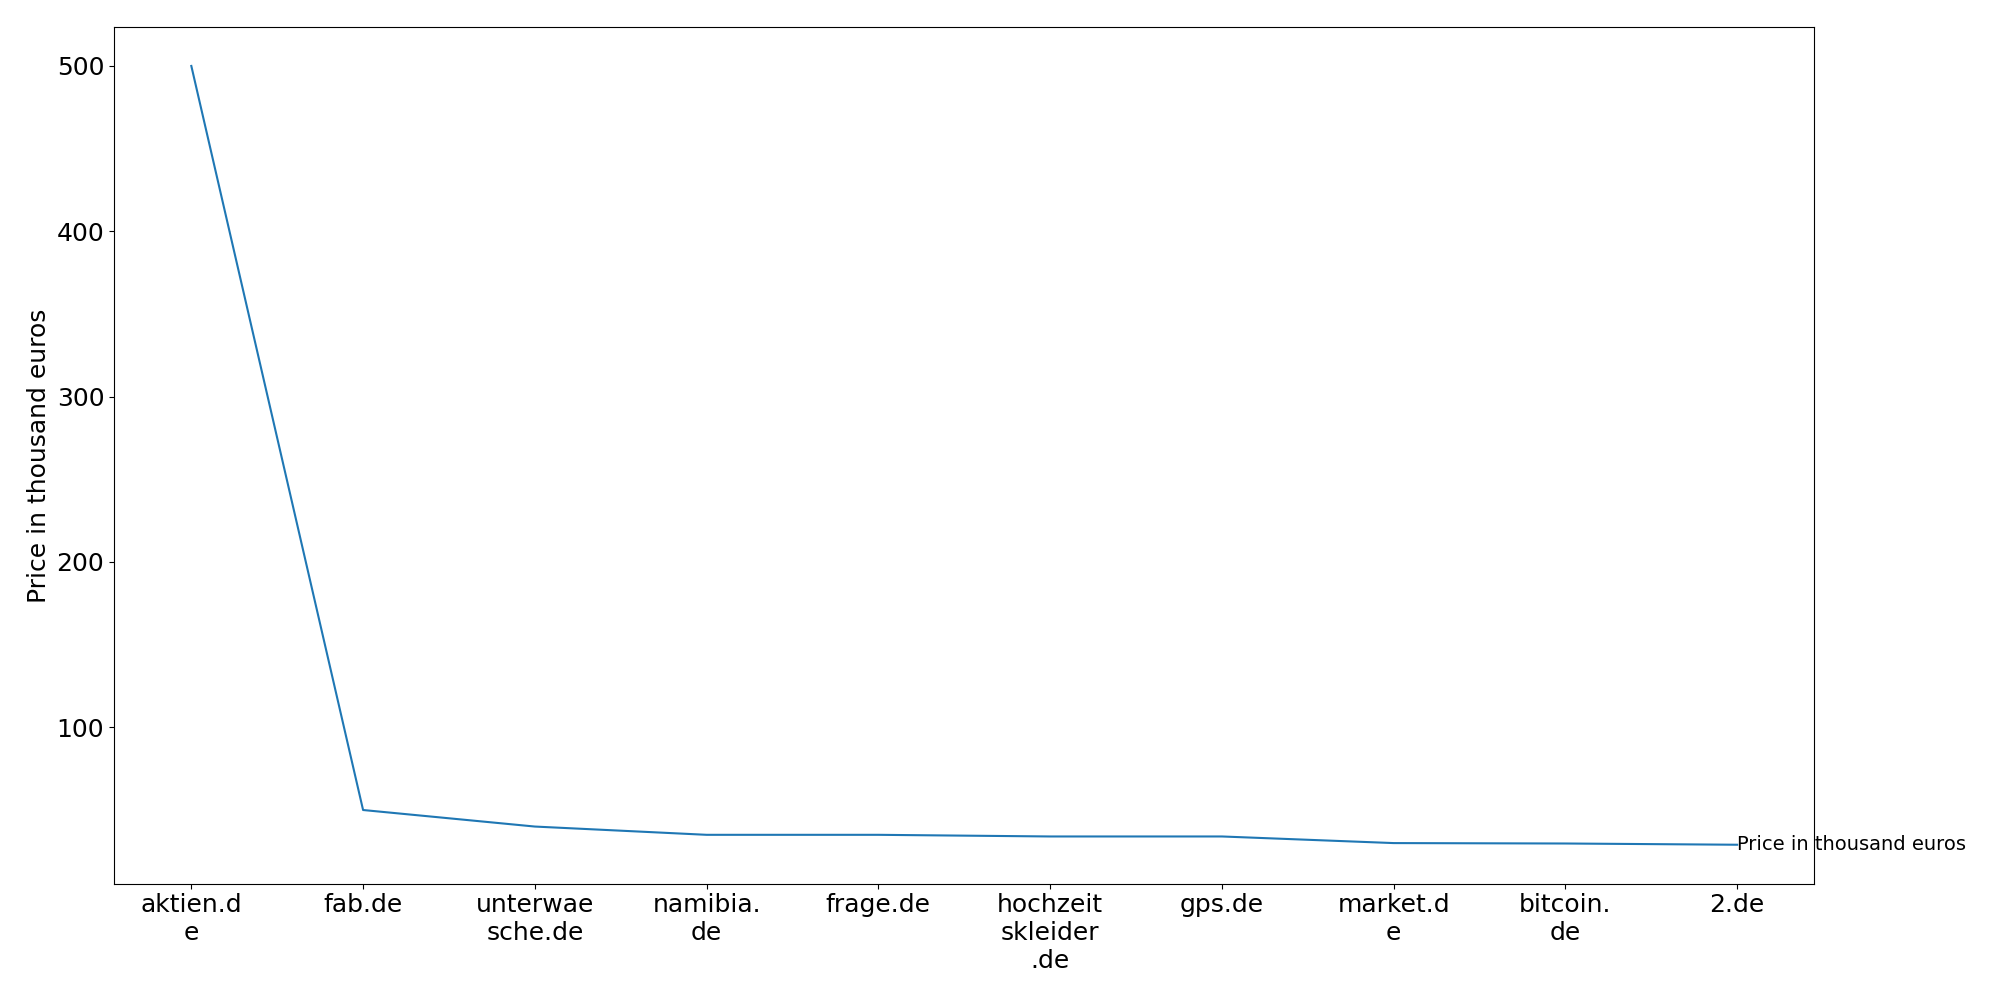 500
400
300
200
100
Price in thousand euros
Price in thousand euros
aktien.d
e
fab.de
unterwae
sche.de
namibia.
de
frage.de
hochzeit
skleider
.de
gps.de
market.d
e
bitcoin.
de
2.de